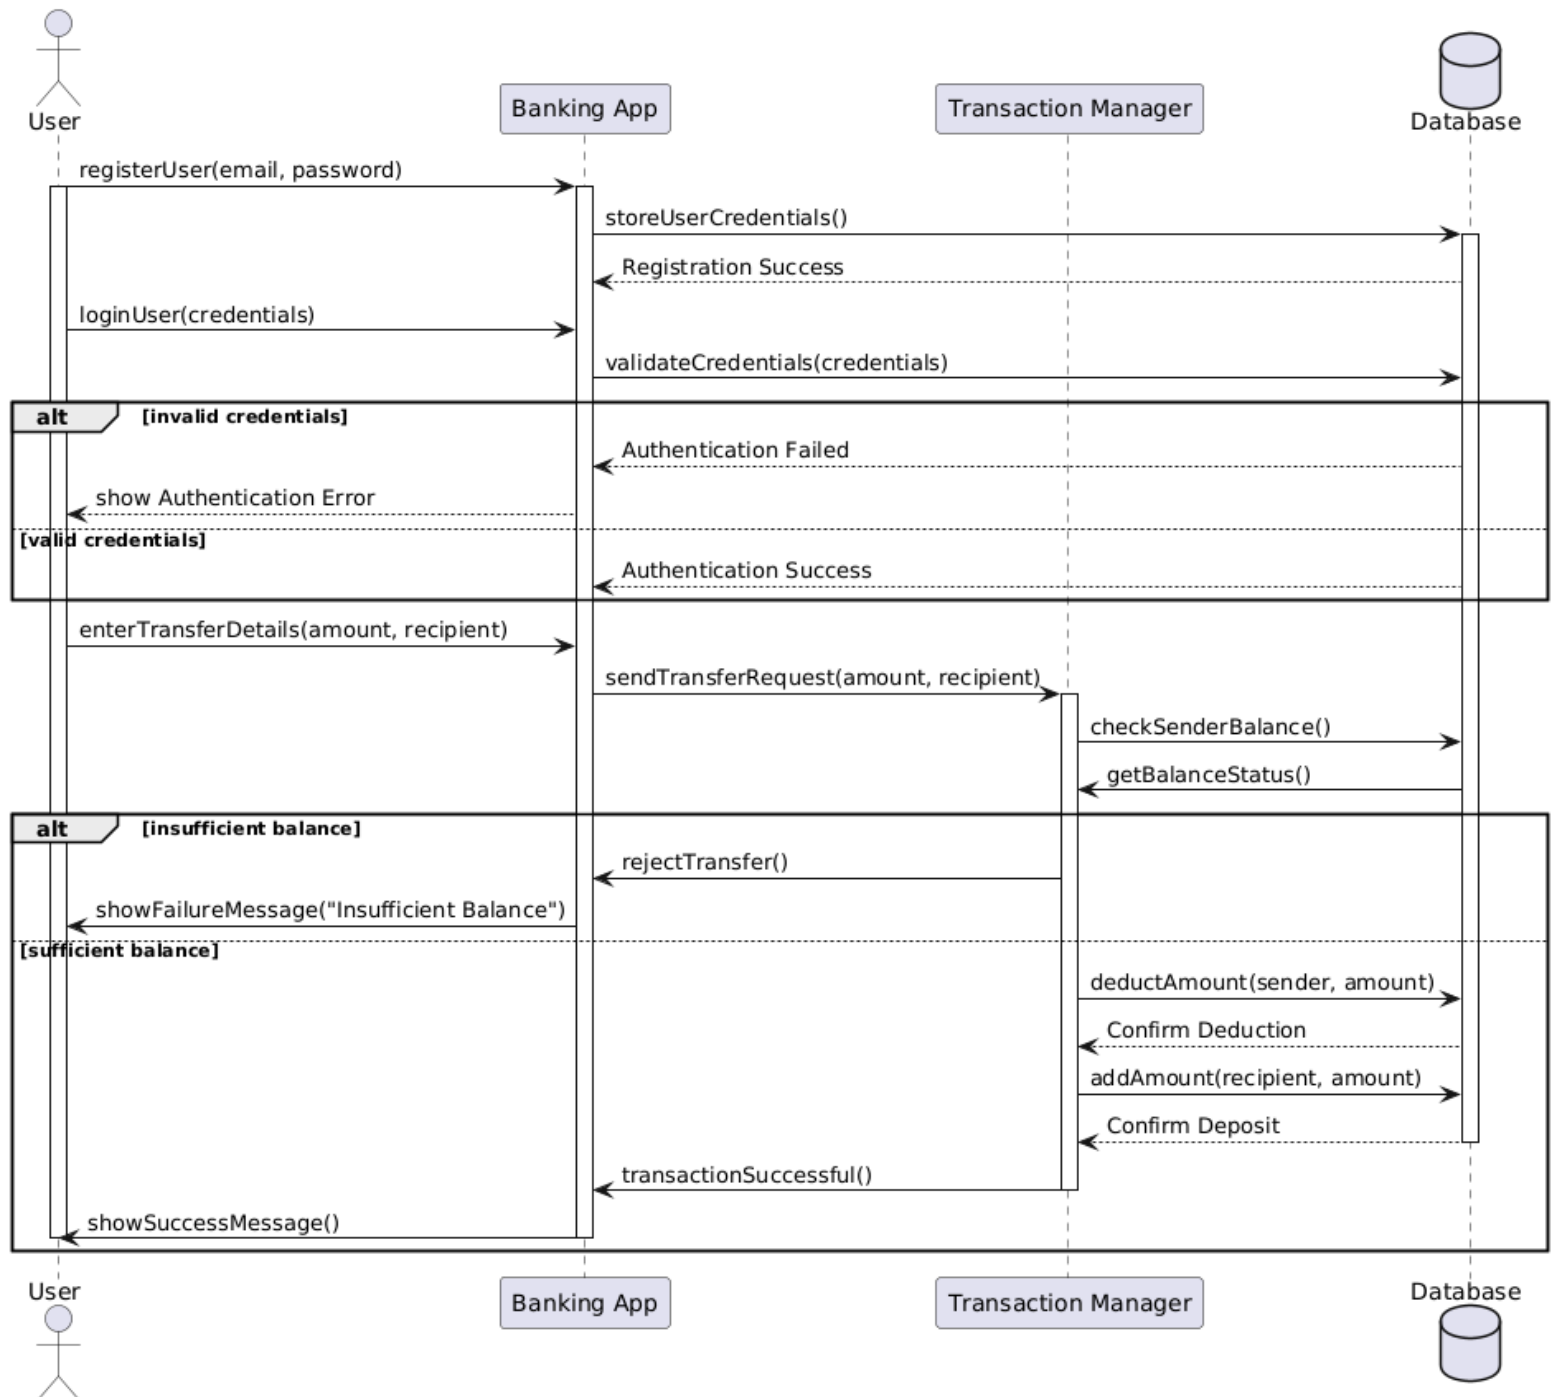 User
Banking App
Transaction Manager
Database
registerUser(email, password)
storeUserCredentials()
Registration Success
loginUser(credentials)
validateCredentials(credentials)
alt
[invalid credentials]
Authentication Failed
show Authentication Error
[valid credentials]
Authentication Success
enterTransferDetails(amount, recipient)
sendTransferRequest(amount, recipient)
checkSenderBalance()
getBalanceStatus()
alt
[insufficient balance]
rejectTransfer()
showFailureMessage("Insufficient Balance")
[sufficient balance]
deductAmount(sender, amount)
Confirm Deduction
addAmount(recipient, amount)
Confirm Deposit
transactionSuccessful()
showSuccessMessage()
User
Banking App
Transaction Manager
Database